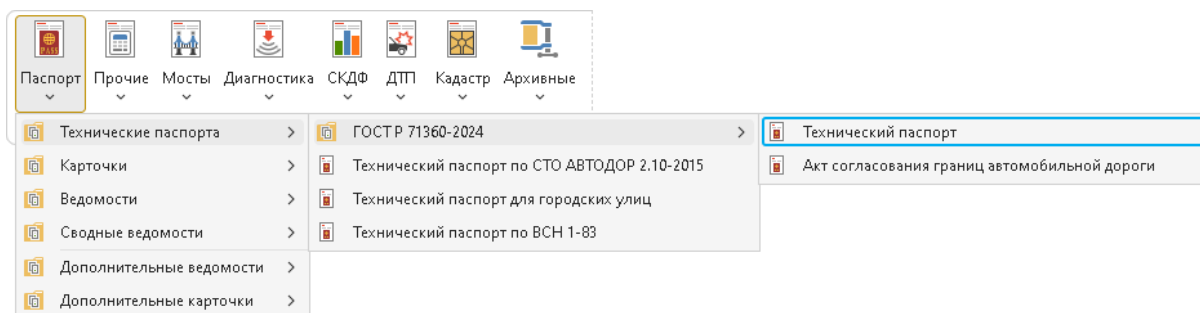 PASS
Паспорт Прочие Мосты Диагностика СКДФ ДТП Кадастр Архивные
Технические паспорта
Карточки
Ведомости
Сводные ведомости
Дополнительные ведомости
Дополнительные карточки
ГОСТ Р 71360-2024
Технический паспорт по СТО АВТОДОР 2.10-2015
Технический паспорт для городских улиц
Технический паспорт по ВСН 1-83
Технический паспорт
Акт согласования границ автомобильной дороги